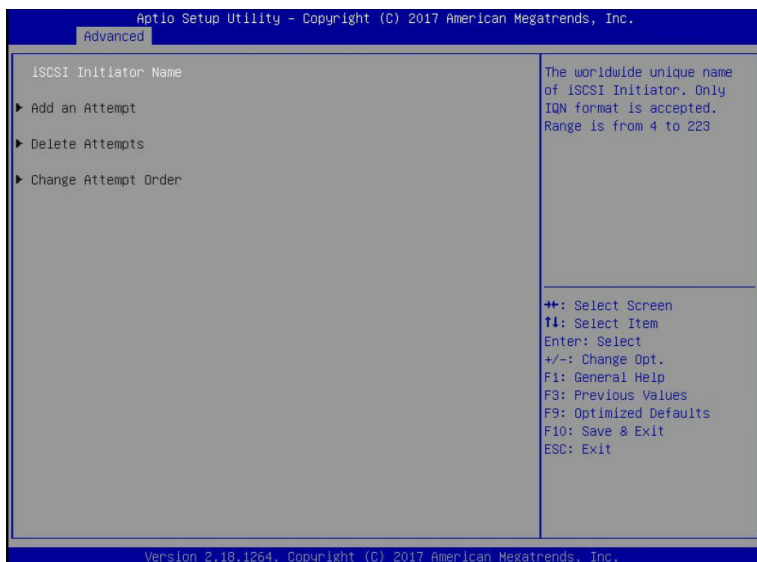 Aptio Setup Utility – Copyright (C) 2017 American Megatrends, Inc.
Advanced
iSCSI Initiator Name
▶ Add an Attempt
▶ Delete Attempts
▶ Change Attempt Order
The worldwide unique name
of iSCSI Initiator. Only
IQN format is accepted.
Range is from 4 to 223
→←: Select Screen
↑↓: Select Item
Enter: Select
+/-: Change Opt.
F1: General Help
F3: Previous Values
F9: Optimized Defaults
F10: Save & Exit
ESC: Exit
Version 2.18.1264. Copyright (C) 2017 American Megatrends, Inc.